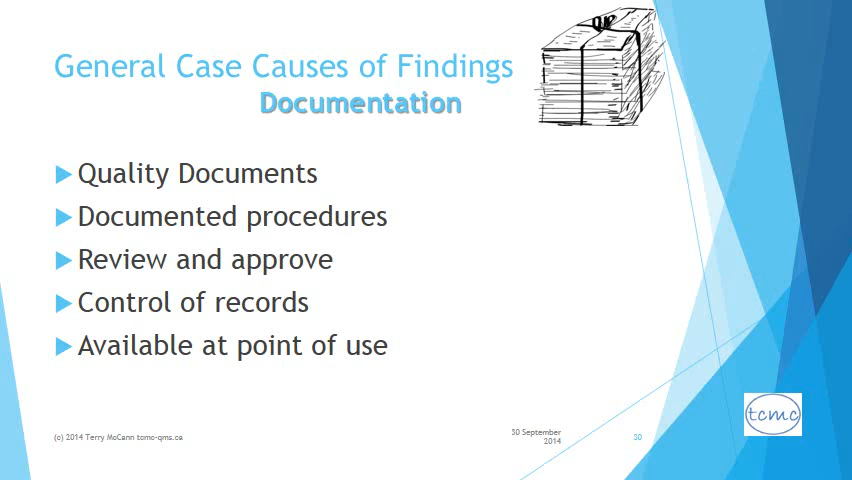 General Case Causes of Findings
Documentation
Quality Documents
Documented procedures
Review and approve
Control of records
Available at point of use
(c) 2014 Terry McCann tcmc-qms.ca
30 September
2014
30
tcmc